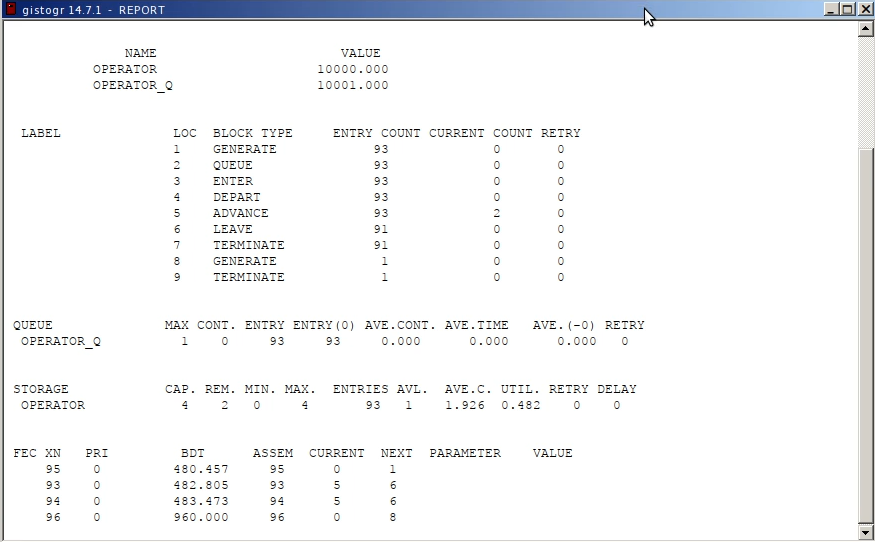 gistogr 14.7.1 - REPORT
NAME VALUE
OPERATOR 10000.000
OPERATOR_Q 10001.000
LABEL LOC BLOCK TYPE ENTRY COUNT CURRENT COUNT RETRY
1 GENERATE 93 0 0
2 QUEUE 93 0 0
3 ENTER 93 0 0
4 DEPART 93 0 0
5 ADVANCE 93 2 0
6 LEAVE 91 0 0
7 TERMINATE 91 0 0
8 GENERATE 1 0 0
9 TERMINATE 1 0 0
QUEUE MAX CONT. ENTRY ENTRY(0) AVE.CONT. AVE.TIME AVE.(-0) RETRY
OPERATOR_Q 1 0 93 93 0.000 0.000 0.000 0
STORAGE CAP. REM. MIN. MAX. ENTRIES AVL. AVE.C. UTIL. RETRY DELAY
OPERATOR 4 2 0 4 93 1 1.926 0.482 0 0
FEC XN PRI BDT ASSEM CURRENT NEXT PARAMETER VALUE
95 0 480.457 95 0 1
93 0 482.805 93 5 6
94 0 483.473 94 5 6
96 0 960.000 96 0 8